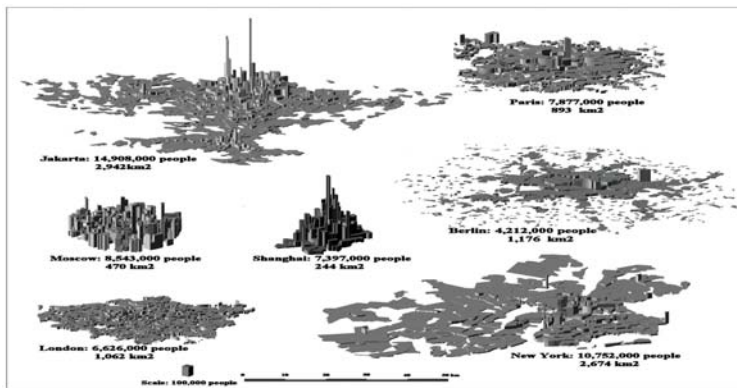 Paris: 7,877,000 people
893 km2
Jakarta: 14,908,000 people
2,942km2
Berlin: 4,212,000 people
1,176 km2
Moscow: 8,543,000 people
470 km2
Shanghai: 7,397,000 people
244 km2
London: 6,626,000 people
1,062 km2
New York: 10,752,000 people
2,674 km2
Scale: 100,000 people